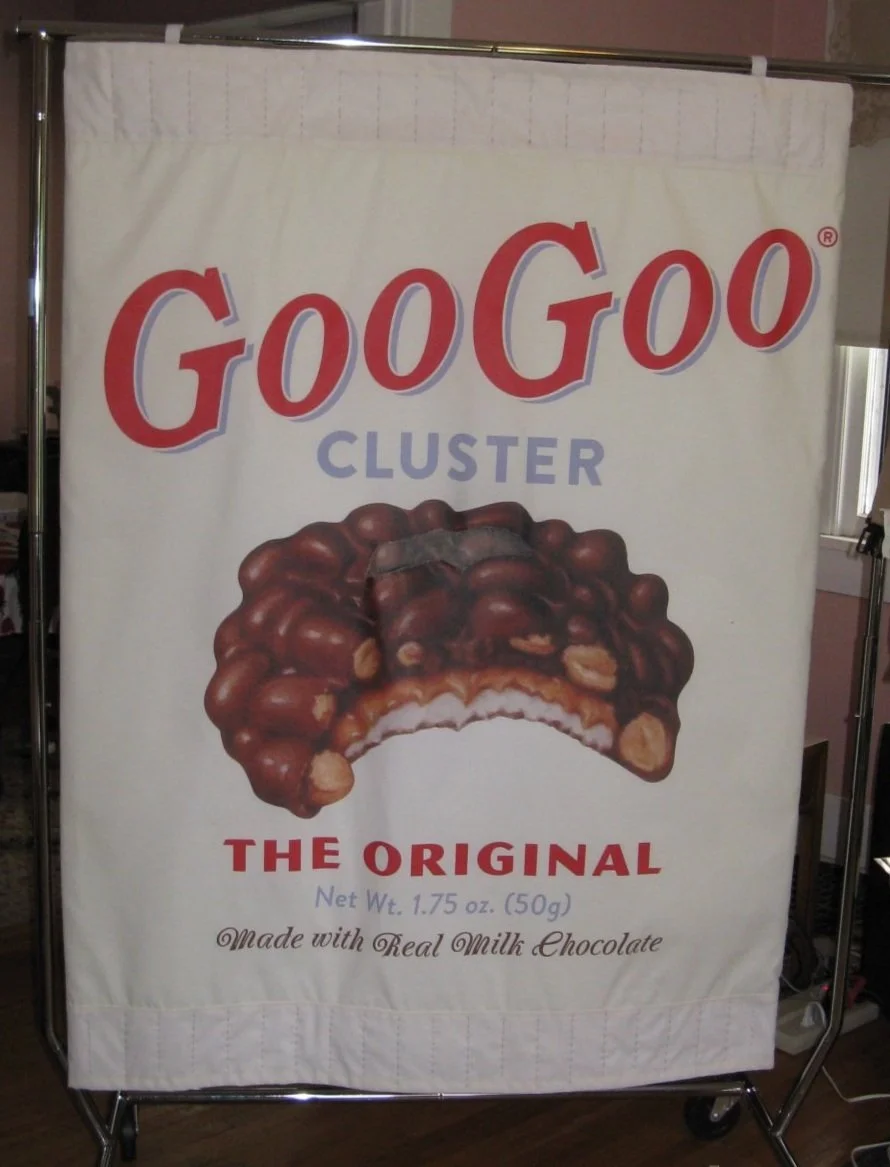 GooGoo®
CLUSTER
THE ORIGINAL
Net Wt. 1.75 oz. (50g)
Made with Real Milk Chocolate